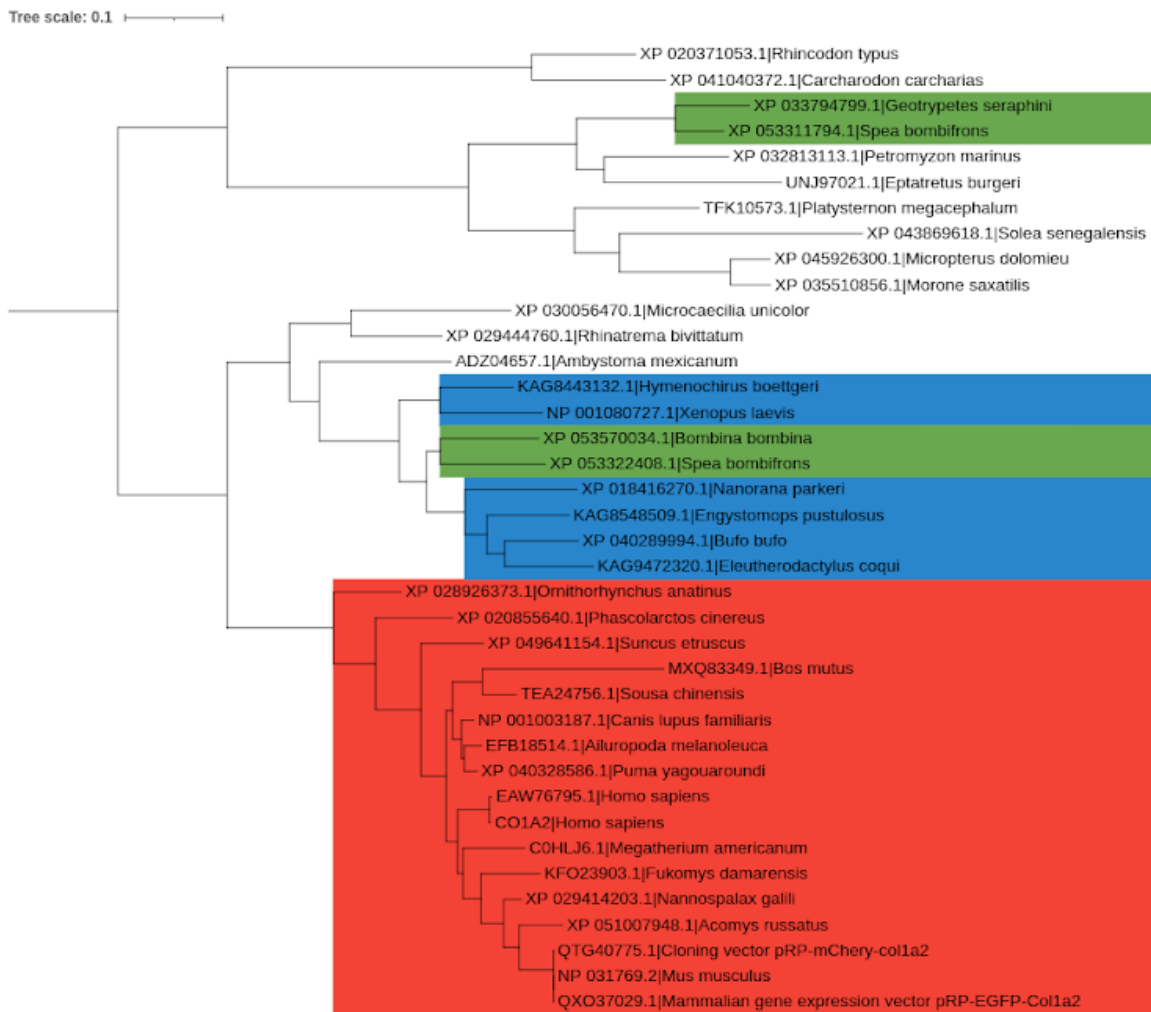 Tree scale: 0.1
XP 020371053.1|Rhincodon typus
XP 041040372.1|Carcharodon carcharias
XP 033794799.1|Geotrypetes seraphini
XP 053311794.1|Spea bombifrons
XP 032813113.1|Petromyzon marinus
UNJ97021.1|Eptatretus burgeri
TFK10573.1|Platysternon megacephalum
XP 043869618.1|Solea senegalensis
XP 045926300.1|Micropterus dolomieu
XP 035510856.1|Morone saxatilis
XP 030056470.1|Microcaecilia unicolor
XP 029444760.1|Rhinatrema bivittatum
ADZ04657.1|Ambystoma mexicanum
KAG8443132.1|Hymenochirus boettgeri
NP 001080727.1|Xenopus laevis
XP 053570034.1|Bombina bombina
XP 053322408.1|Spea bombifrons
XP 018416270.1|Nanorana parkeri
KAG8548509.1|Engystomops pustulosus
XP 040289994.1|Bufo bufo
KAG9472320.1|Eleutherodactylus coqui
XP 028926373.1|Ornithorhynchus anatinus
XP 020855640.1|Phascolarctos cinereus
XP 049641154.1|Suncus etruscus
MXQ83349.1|Bos mutus
TEA24756.1|Sousa chinensis
NP 001003187.1|Canis lupus familiaris
EFB18514.1|Ailuropoda melanoleuca
XP 040328586.1|Puma yagouaroundi
EAW76795.1|Homo sapiens
CO1A2|Homo sapiens
C0HLJ6.1|Megatherium americanum
KFO23903.1|Fukomys damarensis
XP 029414203.1|Nannospalax galili
XP 051007948.1|Acomys russatus
QTG40775.1|Cloning vector pRP-mChery-col1a2
NP 031769.2|Mus musculus
QXO37029.1|Mammalian gene expression vector pRP-EGFP-Col1a2